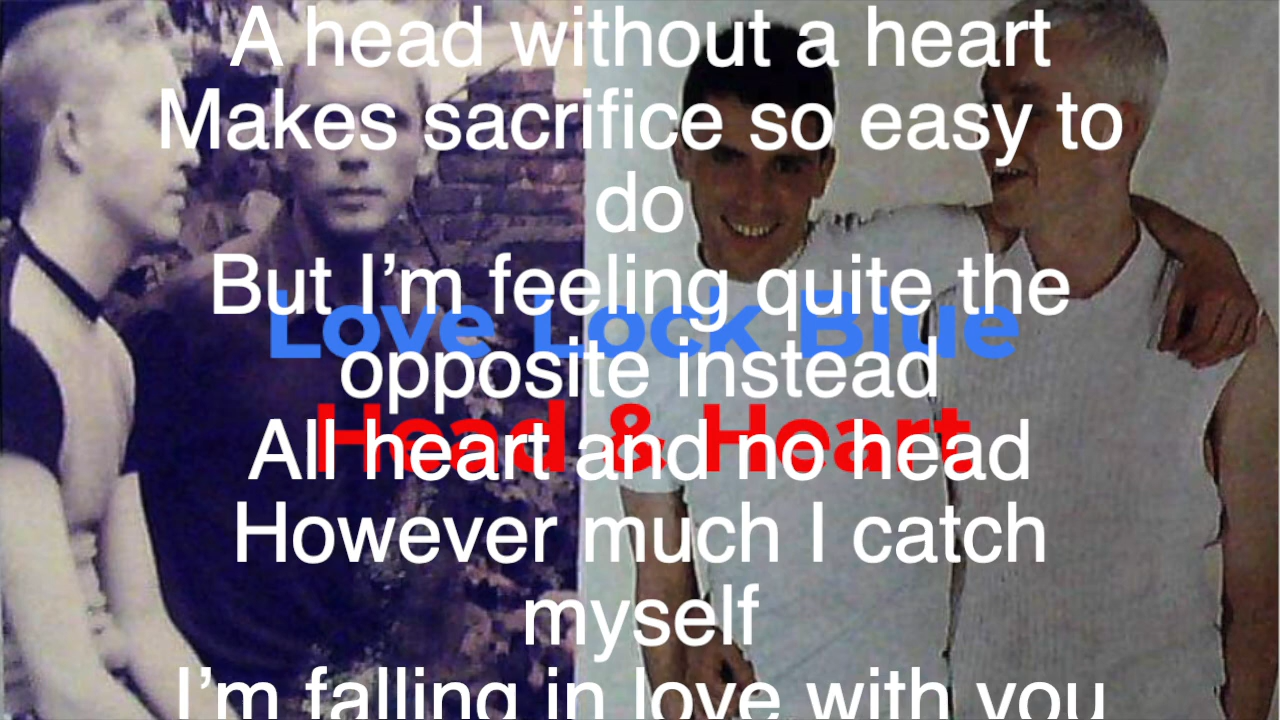 A head without a heart
Makes sacrifice so easy to
do
But I’m feeling quite the
Love Lock Blue
opposite instead
Head & Heart
All heart and no head
However much I catch
myself
I’m falling in love with you